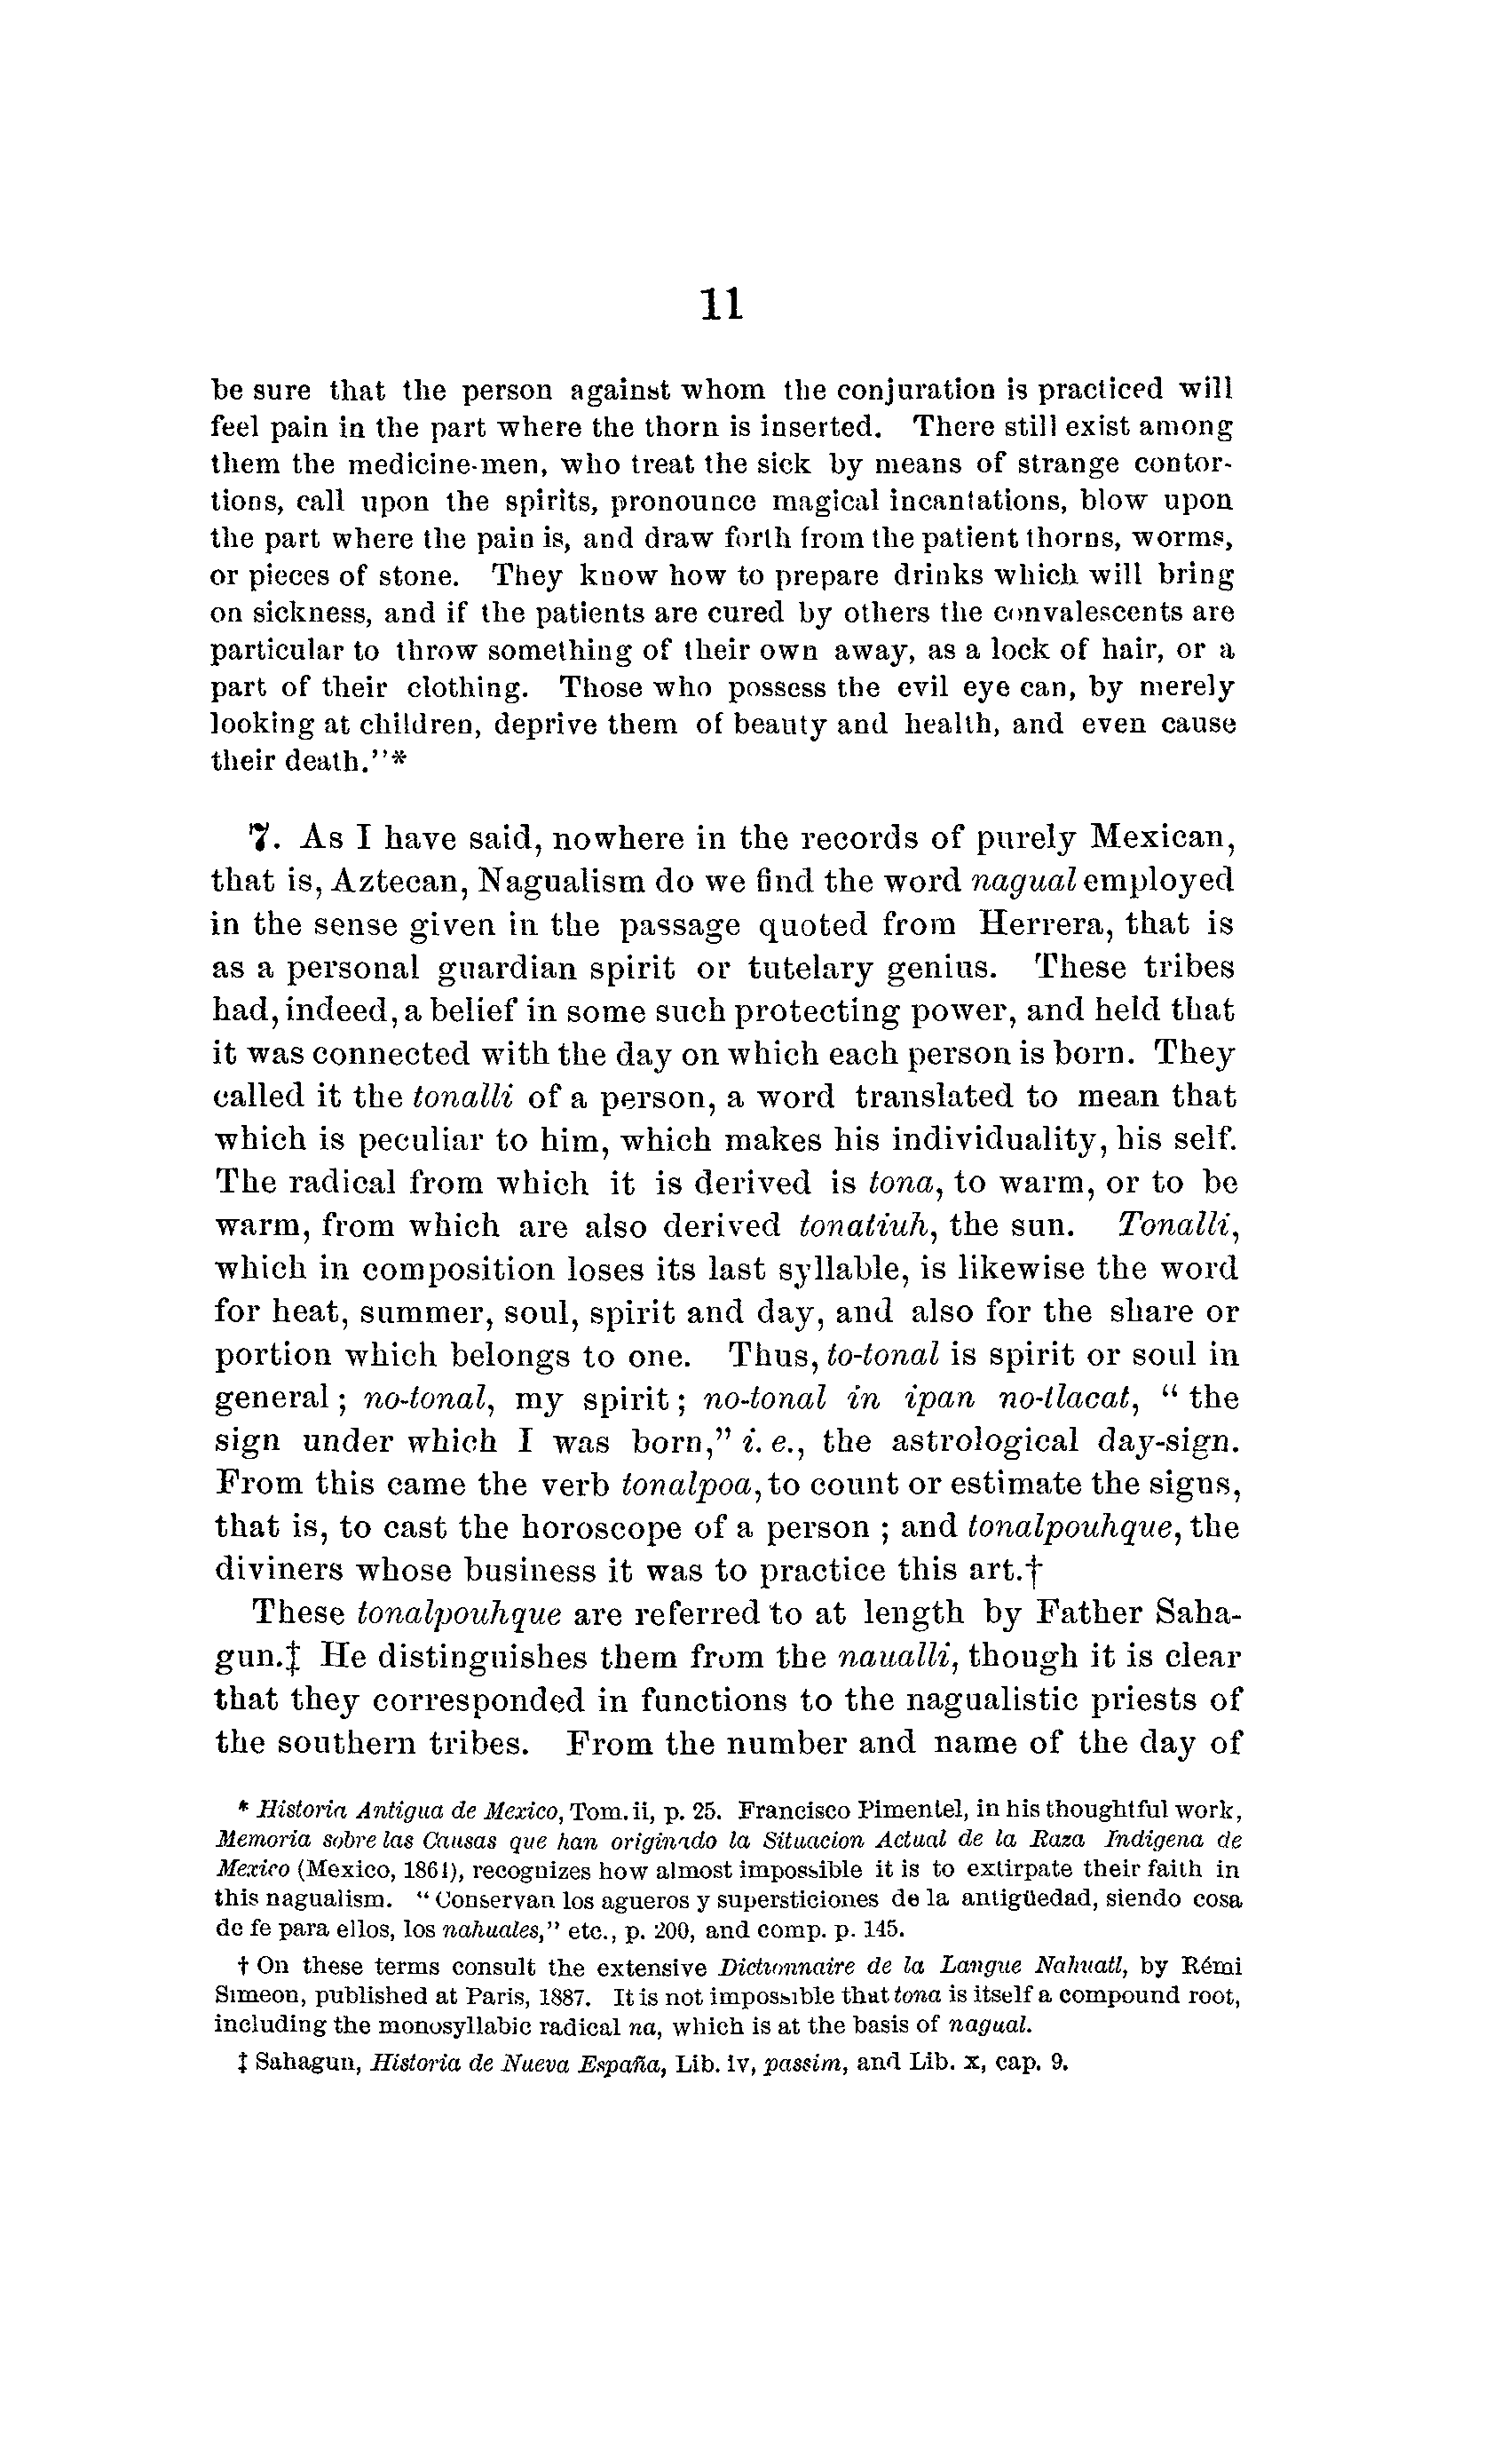 11
be sure that the person against whom the conjuration is practiced will
feel pain in the part where the thorn is inserted. There still exist among
them the medicine-men, who treat the sick by means of strange contor-
tions, call upon the spirits, pronounce magical incantations, blow upon
the part where the pain is, and draw forth from the patient thorns, worms,
or pieces of stone. They know how to prepare drinks which will bring
on sickness, and if the patients are cured by others the convalescents are
particular to throw something of their own away, as a lock of hair, or a
part of their clothing. Those who possess the evil eye can, by merely
looking at children, deprive them of beauty and health, and even cause
their death."*
7. As I have said, nowhere in the records of purely Mexican,
that is, Aztecan, Nagualism do we find the word nagual employed
in the sense given in the passage quoted from Herrera, that is
as a personal guardian spirit or tutelary genius. These tribes
had, indeed, a belief in some such protecting power, and held that
it was connected with the day on which each person is born. They
called it the tonalli of a person, a word translated to mean that
which is peculiar to him, which makes his individuality, his self.
The radical from which it is derived is tona, to warm, or to be
warm, from which are also derived tonatiuh, the sun. Tonalli,
which in composition loses its last syllable, is likewise the word
for heat, summer, soul, spirit and day, and also for the share or
portion which belongs to one. Thus, to-tonal is spirit or soul in
general; no-tonal, my spirit; no-tonal in ipan no-tlacat, "the
sign under which I was born," i. e., the astrological day-sign.
From this came the verb tonalpoa, to count or estimate the signs,
that is, to cast the horoscope of a person ; and tonalpouhque, the
diviners whose business it was to practice this art.†
These tonalpouhque are referred to at length by Father Saha-
gun.‡ He distinguishes them from the naualli, though it is clear
that they corresponded in functions to the nagualistic priests of
the southern tribes. From the number and name of the day of
* Historia Antigua de Mexico, Tom. ii, p. 25. Francisco Pimentel, in his thoughtful work,
Memoria sobre las Causas que han originado la Situacion Actual de la Raza Indigena de
Mexico (Mexico, 1861), recognizes how almost impossible it is to extirpate their faith in
this nagualism. "Conservan los agueros y supersticiones de la antigüedad, siendo cosa
de fe para ellos, los nahuales," etc., p. 200, and comp. p. 145.
† On these terms consult the extensive Dictionnaire de la Langue Nahuatl, by Rémi
Simeon, published at Paris, 1887. It is not impossible that tona is itself a compound root,
including the monosyllabic radical na, which is at the basis of nagual.
‡ Sahagun, Historia de Nueva España, Lib. iv, passim, and Lib. x, cap. 9.